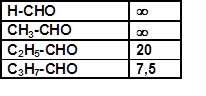 H-CHO ∞
CH₃-CHO ∞
C₂H₅-CHO 20
C₃H₇-CHO 7,5